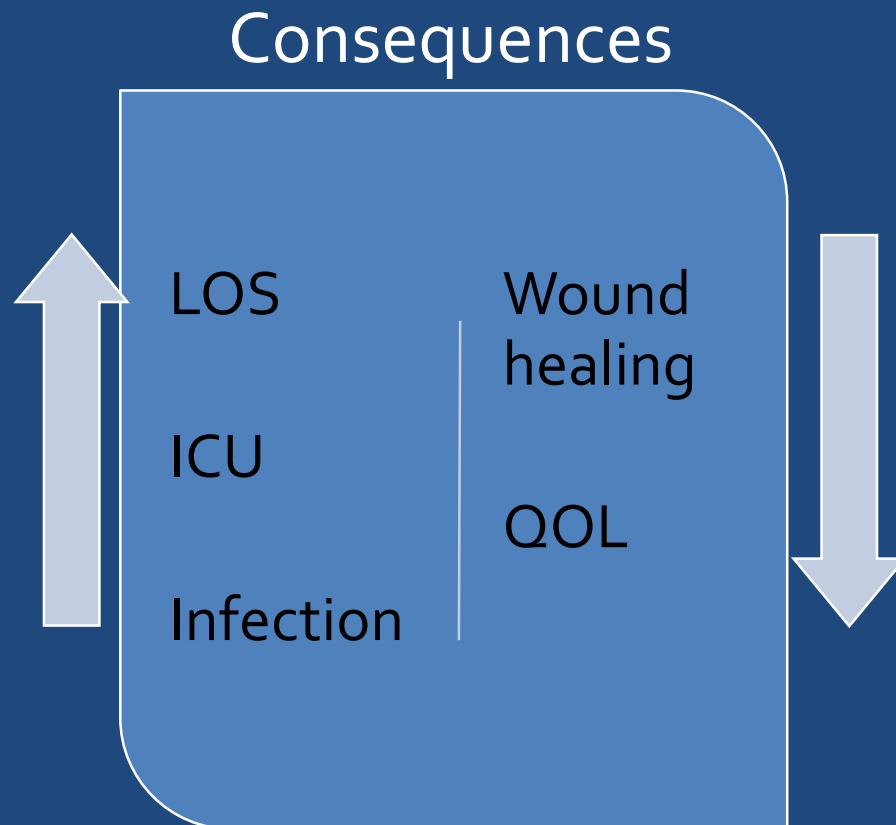 Consequences
LOS
ICU
Infection
Wound
healing
QOL